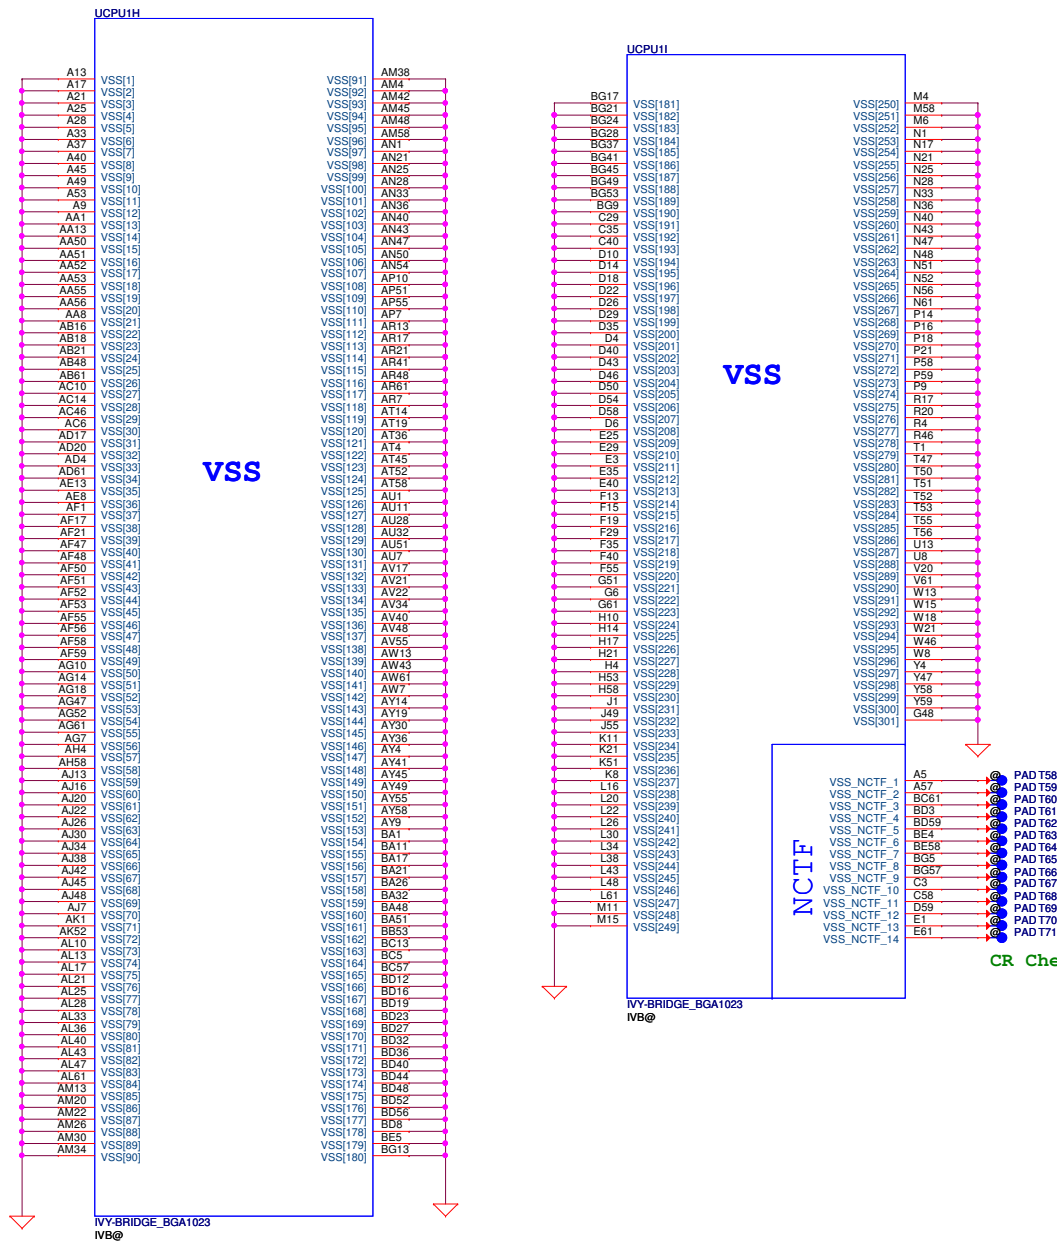 UCPU1H
A13 VSS[1] VSS[91] AM38
A17 VSS[2] VSS[92] AM4
A21 VSS[3] VSS[93] AM42
A25 VSS[4] VSS[94] AM45
A28 VSS[5] VSS[95] AM48
A33 VSS[6] VSS[96] AM58
A37 VSS[7] VSS[97] AN1
A40 VSS[8] VSS[98] AN21
A45 VSS[9] VSS[99] AN25
A49 VSS[10] VSS[100] AN28
A53 VSS[11] VSS[101] AN33
A9 VSS[12] VSS[102] AN36
AA1 VSS[13] VSS[103] AN40
AA13 VSS[14] VSS[104] AN43
AA50 VSS[15] VSS[105] AN47
AA51 VSS[16] VSS[106] AN50
AA52 VSS[17] VSS[107] AN54
AA53 VSS[18] VSS[108] AP10
AA55 VSS[19] VSS[109] AP51
AA56 VSS[20] VSS[110] AP55
AA8 VSS[21] VSS[111] AP7
AB16 VSS[22] VSS[112] AR13
AB18 VSS[23] VSS[113] AR17
AB21 VSS[24] VSS[114] AR21
AB48 VSS[25] VSS[115] AR41
AB61 VSS[26] VSS[116] AR48
AC10 VSS[27] VSS[117] AR61
AC14 VSS[28] VSS[118] AR7
AC46 VSS[29] VSS[119] AT14
AC6 VSS[30] VSS[120] AT19
AD17 VSS[31] VSS[121] AT36
AD20 VSS[32] VSS[122] AT4
AD4 VSS[33] VSS[123] AT45
AD61 VSS[34] VSS[124] AT52
AE13 VSS[35] VSS[125] AT58
AE8 VSS[36] VSS[126] AU1
AF1 VSS[37] VSS[127] AU11
AF17 VSS[38] VSS[128] AU28
AF21 VSS[39] VSS[129] AU32
AF47 VSS[40] VSS[130] AU51
AF48 VSS[41] VSS[131] AU7
AF50 VSS[42] VSS[132] AV17
AF51 VSS[43] VSS[133] AV21
AF52 VSS[44] VSS[134] AV22
AF53 VSS[45] VSS[135] AV34
AF55 VSS[46] VSS[136] AV40
AF56 VSS[47] VSS[137] AV48
AF58 VSS[48] VSS[138] AV55
AF59 VSS[49] VSS[139] AW13
AG10 VSS[50] VSS[140] AW43
AG14 VSS[51] VSS[141] AW61
AG18 VSS[52] VSS[142] AW7
AG47 VSS[53] VSS[143] AY14
AG52 VSS[54] VSS[144] AY19
AG61 VSS[55] VSS[145] AY30
AG7 VSS[56] VSS[146] AY36
AH4 VSS[57] VSS[147] AY4
AH58 VSS[58] VSS[148] AY41
AJ13 VSS[59] VSS[149] AY45
AJ16 VSS[60] VSS[150] AY49
AJ20 VSS[61] VSS[151] AY55
AJ22 VSS[62] VSS[152] AY58
AJ26 VSS[63] VSS[153] AY9
AJ30 VSS[64] VSS[154] BA1
AJ34 VSS[65] VSS[155] BA11
AJ38 VSS[66] VSS[156] BA17
AJ42 VSS[67] VSS[157] BA21
AJ45 VSS[68] VSS[158] BA26
AJ48 VSS[69] VSS[159] BA32
AJ7 VSS[70] VSS[160] BA48
AK1 VSS[71] VSS[161] BA51
AK52 VSS[72] VSS[162] BB53
AL10 VSS[73] VSS[163] BC13
AL13 VSS[74] VSS[164] BC5
AL17 VSS[75] VSS[165] BC57
AL21 VSS[76] VSS[166] BD12
AL25 VSS[77] VSS[167] BD16
AL28 VSS[78] VSS[168] BD19
AL33 VSS[79] VSS[169] BD23
AL36 VSS[80] VSS[170] BD27
AL40 VSS[81] VSS[171] BD32
AL43 VSS[82] VSS[172] BD36
AL47 VSS[83] VSS[173] BD40
AL61 VSS[84] VSS[174] BD44
AM13 VSS[85] VSS[175] BD48
AM20 VSS[86] VSS[176] BD52
AM22 VSS[87] VSS[177] BD56
AM26 VSS[88] VSS[178] BD8
AM30 VSS[89] VSS[179] BE5
AM34 VSS[90] VSS[180] BG13
VSS
IVY-BRIDGE_BGA1023
IVB@
UCPU1I
BG17 VSS[181] VSS[250] M4
BG21 VSS[182] VSS[251] M58
BG24 VSS[183] VSS[252] M6
BG28 VSS[184] VSS[253] N1
BG37 VSS[185] VSS[254] N17
BG41 VSS[186] VSS[255] N21
BG45 VSS[187] VSS[256] N25
BG49 VSS[188] VSS[257] N28
BG53 VSS[189] VSS[258] N33
BG9 VSS[190] VSS[259] N36
C29 VSS[191] VSS[260] N40
C35 VSS[192] VSS[261] N43
C40 VSS[193] VSS[262] N47
D10 VSS[194] VSS[263] N48
D14 VSS[195] VSS[264] N51
D18 VSS[196] VSS[265] N52
D22 VSS[197] VSS[266] N56
D26 VSS[198] VSS[267] N61
D29 VSS[199] VSS[268] P14
D35 VSS[200] VSS[269] P16
D4 VSS[201] VSS[270] P18
D40 VSS[202] VSS[271] P21
D43 VSS[203] VSS[272] P58
D46 VSS[204] VSS[273] P59
D50 VSS[205] VSS[274] P9
D54 VSS[206] VSS[275] R17
D58 VSS[207] VSS[276] R20
D6 VSS[208] VSS[277] R4
E25 VSS[209] VSS[278] R46
E29 VSS[210] VSS[279] T1
E3 VSS[211] VSS[280] T47
E35 VSS[212] VSS[281] T50
E40 VSS[213] VSS[282] T51
F13 VSS[214] VSS[283] T52
F15 VSS[215] VSS[284] T53
F19 VSS[216] VSS[285] T55
F29 VSS[217] VSS[286] T56
F35 VSS[218] VSS[287] U13
F40 VSS[219] VSS[288] U8
F55 VSS[220] VSS[289] V20
G51 VSS[221] VSS[290] V61
G6 VSS[222] VSS[291] W13
G61 VSS[223] VSS[292] W15
H10 VSS[224] VSS[293] W18
H14 VSS[225] VSS[294] W21
H17 VSS[226] VSS[295] W46
H21 VSS[227] VSS[296] W8
H4 VSS[228] VSS[297] Y4
H53 VSS[229] VSS[298] Y47
H58 VSS[230] VSS[299] Y58
J1 VSS[231] VSS[300] Y59
J49 VSS[232] VSS[301] G48
J55 VSS[233]
K11 VSS[234]
K21 VSS[235]
K51 VSS[236]
K8 VSS[237]
L16 VSS[238]
L20 VSS[239]
L22 VSS[240]
L26 VSS[241]
L30 VSS[242]
L34 VSS[243]
L38 VSS[244]
L43 VSS[245]
L48 VSS[246]
L61 VSS[247]
M11 VSS[248]
M15 VSS[249]
VSS
NCTF
VSS_NCTF_1 A5 @ PAD T58
VSS_NCTF_2 A57 @ PAD T59
VSS_NCTF_3 BC61 @ PAD T60
VSS_NCTF_4 BD3 @ PAD T61
VSS_NCTF_5 BD59 @ PAD T62
VSS_NCTF_6 BE4 @ PAD T63
VSS_NCTF_7 BE58 @ PAD T64
VSS_NCTF_8 BG5 @ PAD T65
VSS_NCTF_9 BG57 @ PAD T66
VSS_NCTF_10 C3 @ PAD T67
VSS_NCTF_11 C58 @ PAD T68
VSS_NCTF_12 D59 @ PAD T69
VSS_NCTF_13 E1 @ PAD T70
VSS_NCTF_14 E61 @ PAD T71
CR Che
IVY-BRIDGE_BGA1023
IVB@